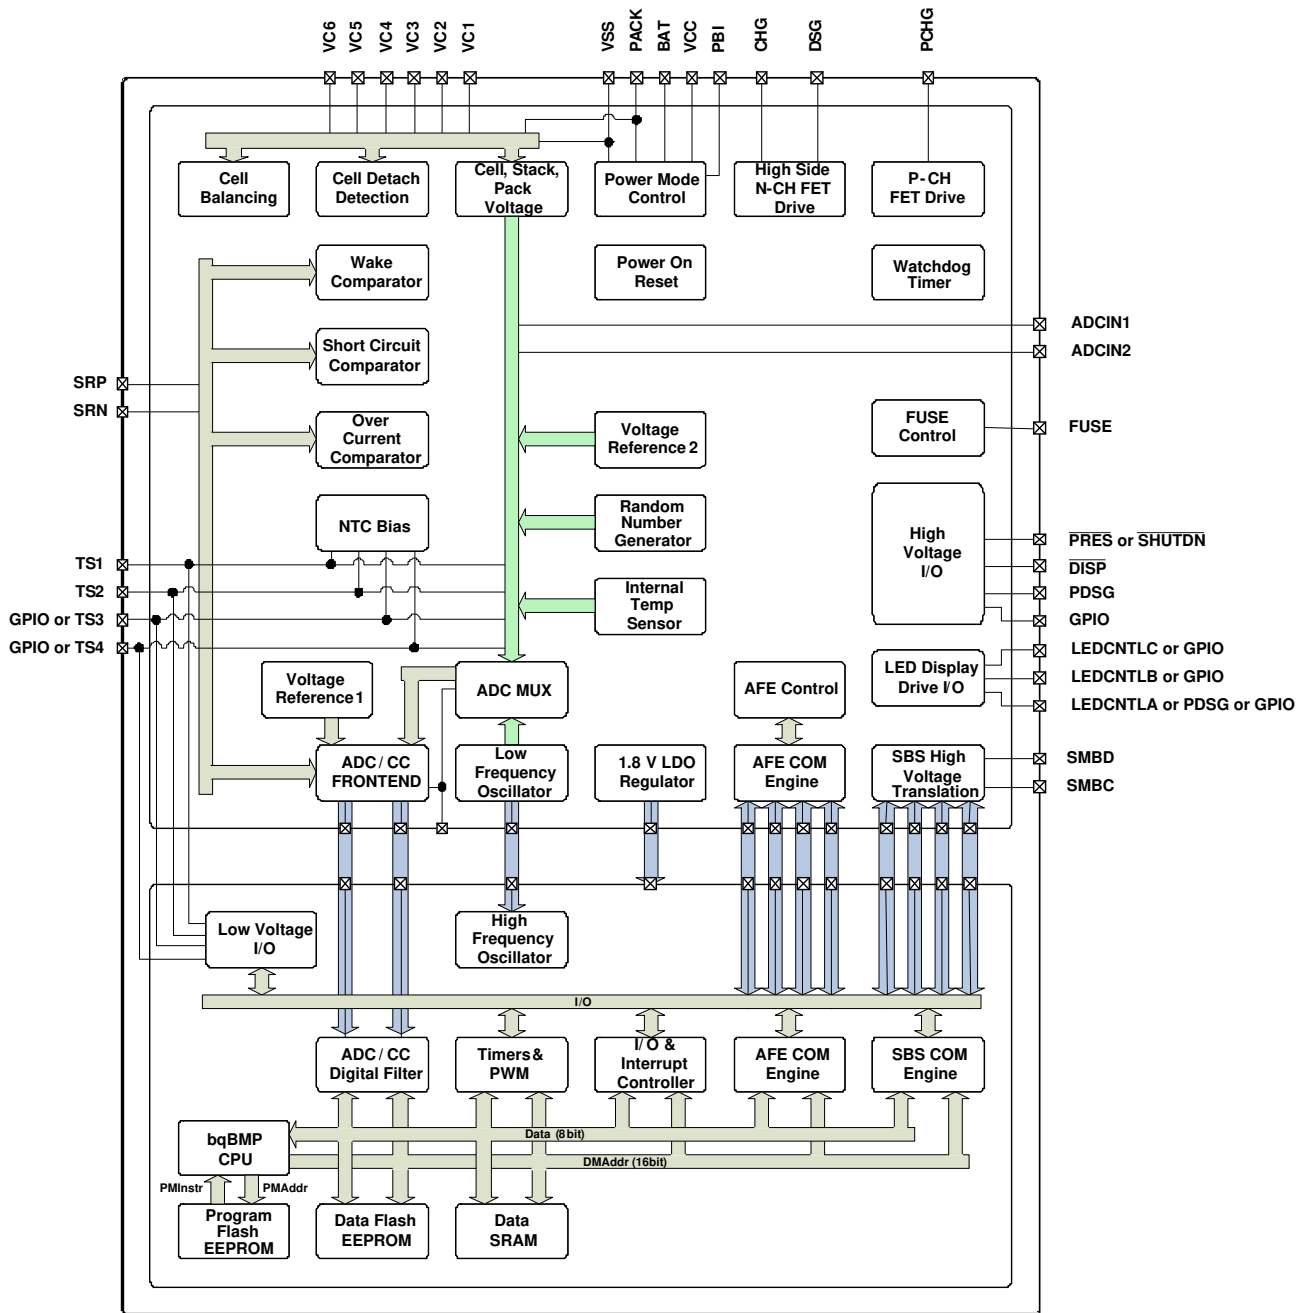 VC6
VC5
VC4
VC3
VC2
VC1
VSS
PACK
BAT
VCC
PBI
CHG
DSG
PCHG
Cell
Balancing
Cell Detach
Detection
Cell, Stack,
Pack
Voltage
Power Mode
Control
High Side
N-CH FET
Drive
P-CH
FET Drive
Wake
Comparator
Power On
Reset
Watchdog
Timer
ADCIN1
ADCIN2
Short Circuit
Comparator
SRP
SRN
Over
Current
Comparator
Voltage
Reference 2
FUSE
Control
FUSE
NTC Bias
Random
Number
Generator
High
Voltage
I/O
PRES or SHUTDN
DISP
PDSG
GPIO
TS1
TS2
GPIO or TS3
GPIO or TS4
Internal
Temp
Sensor
Voltage
Reference 1
ADC MUX
AFE Control
LED Display
Drive I/O
LEDCNTLC or GPIO
LEDCNTLB or GPIO
LEDCNTLA or PDSG or GPIO
ADC / CC
FRONTEND
Low
Frequency
Oscillator
1.8 V LDO
Regulator
AFE COM
Engine
SBS High
Voltage
Translation
SMBD
SMBC
Low Voltage
I/O
High
Frequency
Oscillator
I/O
ADC / CC
Digital Filter
Timers &
PWM
I/O &
Interrupt
Controller
AFE COM
Engine
SBS COM
Engine
bqBMP
CPU
Data (8bit)
DMAddr (16bit)
PMInstr
PMAddr
Program
Flash
EEPROM
Data Flash
EEPROM
Data
SRAM